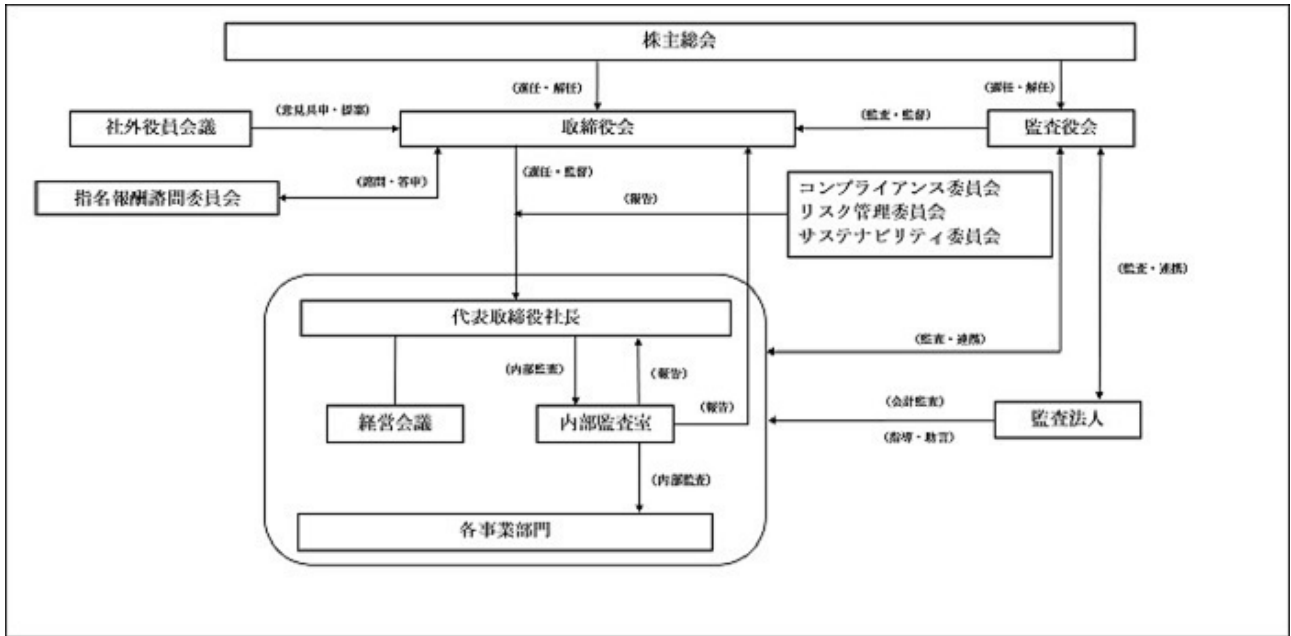 株主総会
(選任・解任)
(選任・解任)
(意見具申・提案)
(監査・監督)
社外役員会議
取締役会
監査役会
(諮問・答申)
(選任・監督)
指名報酬諮問委員会
(報告)
コンプライアンス委員会
リスク管理委員会
サステナビリティ委員会
(監査・連携)
代表取締役社長
(監査・連携)
(内部監査)
(報告)
(会計監査)
(報告)
経営会議
内部監査室
監査法人
(指導・助言)
(内部監査)
各事業部門